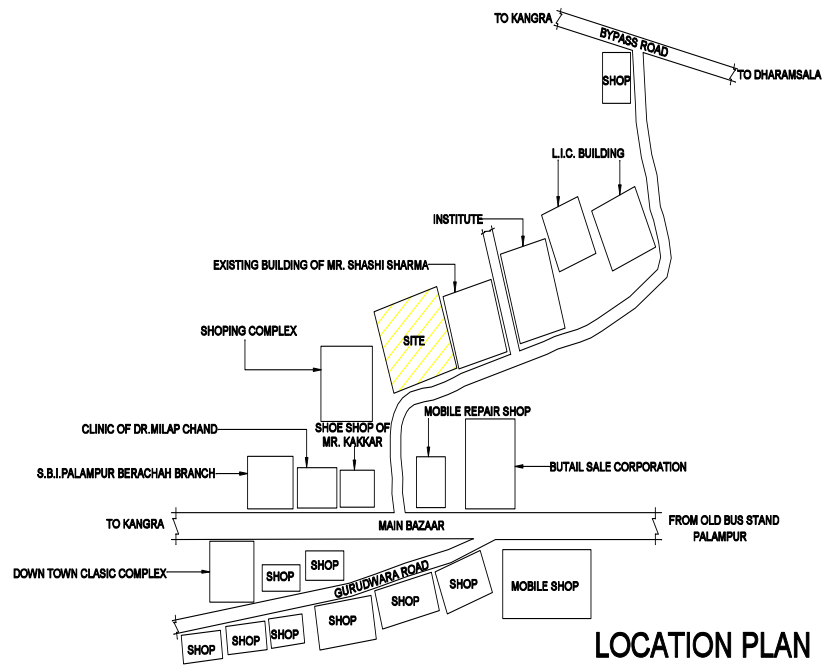 TO KANGRA
BYPASS ROAD
TO DHARAMSALA
SHOP
L.I.C. BUILDING
INSTITUTE
EXISTING BUILDING OF MR. SHASHI SHARMA
SHOPING COMPLEX
SITE
CLINIC OF DR.MILAP CHAND
SHOE SHOP OF
MR. KAKKAR
MOBILE REPAIR SHOP
S.B.I.PALAMPUR BERACHAH BRANCH
BUTAIL SALE CORPORATION
TO KANGRA
MAIN BAZAAR
FROM OLD BUS STAND
PALAMPUR
DOWN TOWN CLASIC COMPLEX
SHOP
SHOP
GURUDWARA ROAD
SHOP
SHOP
SHOP
SHOP
SHOP
SHOP
MOBILE SHOP
LOCATION PLAN